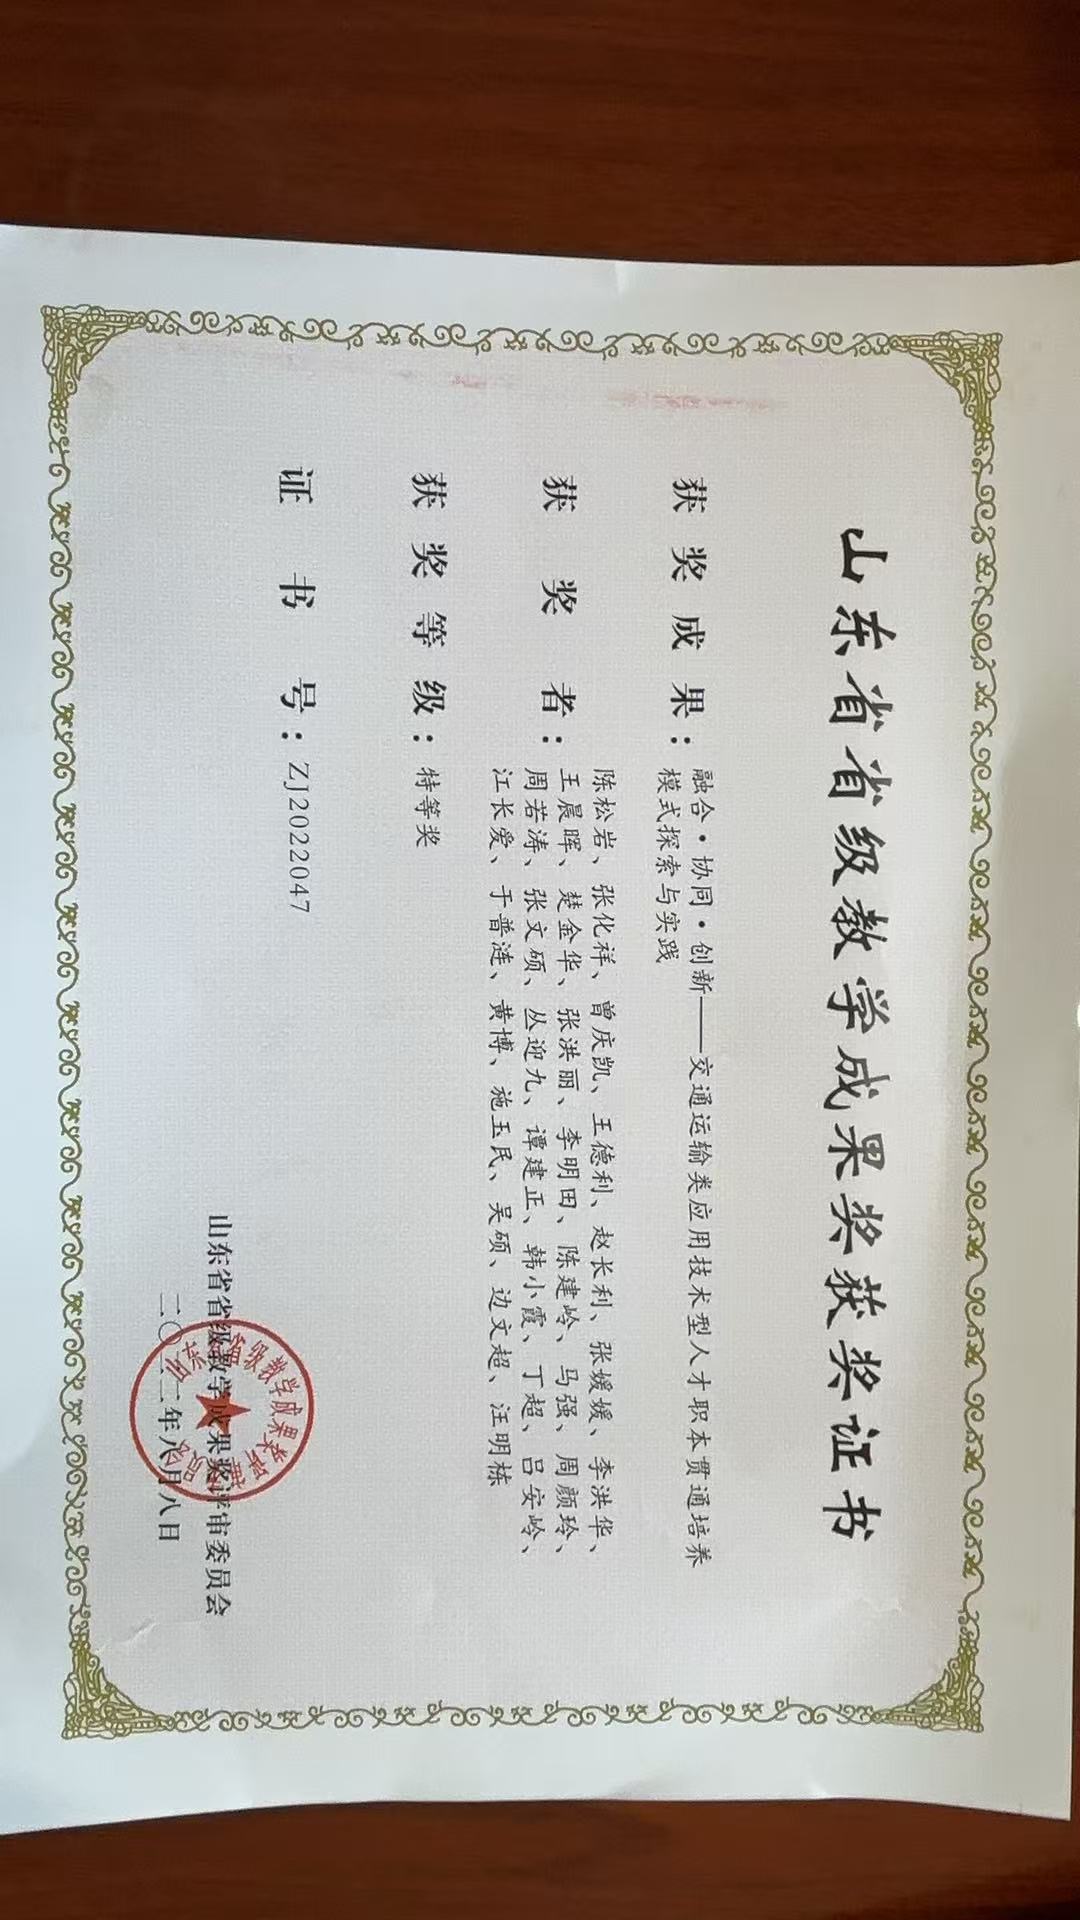 山东省省级教学成果奖获奖证书
获奖成果：融合·协同·创新——交通运输类应用技术型人才职本贯通培养
模式探索与实践
获奖者：陈松岩、张化祥、曾庆凯、王德利、赵长利、张媛媛、李洪华、
王晨晖、楚金华、张洪丽、李明田、陈建岭、马强、周颜玲、
周若涛、张文硕、丛迎九、谭建正、韩小霞、丁超、吕安岭、
江长爱、于普涟、黄博、施玉民、吴硕、边文超、汪明栋
获奖等级：特等奖
证书号：ZJ2022047
山东省省级教学成果奖评审委员会
二〇二二年八月八日